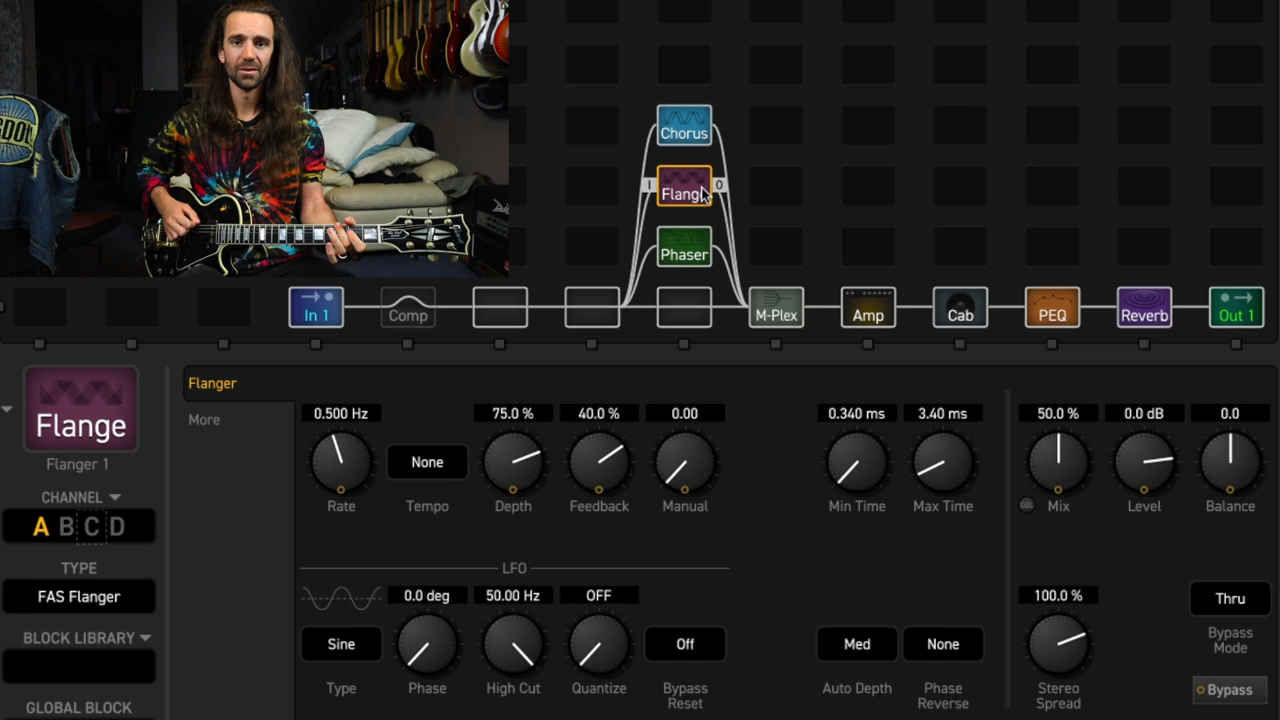 Chorus
I
O
Phaser
In 1
Comp
M-Plex
Amp
Cab
PEQ
Reverb
Out 1
Flange
Flanger 1
CHANNEL
A B C D
TYPE
FAS Flanger
BLOCK LIBRARY
GLOBAL BLOCK
Flanger
More
0.500 Hz 75.0 % 40.0 % 0.00 0.340 ms 3.40 ms 50.0 % 0.0 dB 0.0
None
Rate Tempo Depth Feedback Manual Min Time Max Time GBL Mix Level Balance
LFO
0.0 deg 50.00 Hz OFF 100.0 %
Thru
Sine Off Med None
Type Phase High Cut Quantize Bypass Reset Auto Depth Phase Reverse Stereo Spread
Bypass Mode
Bypass